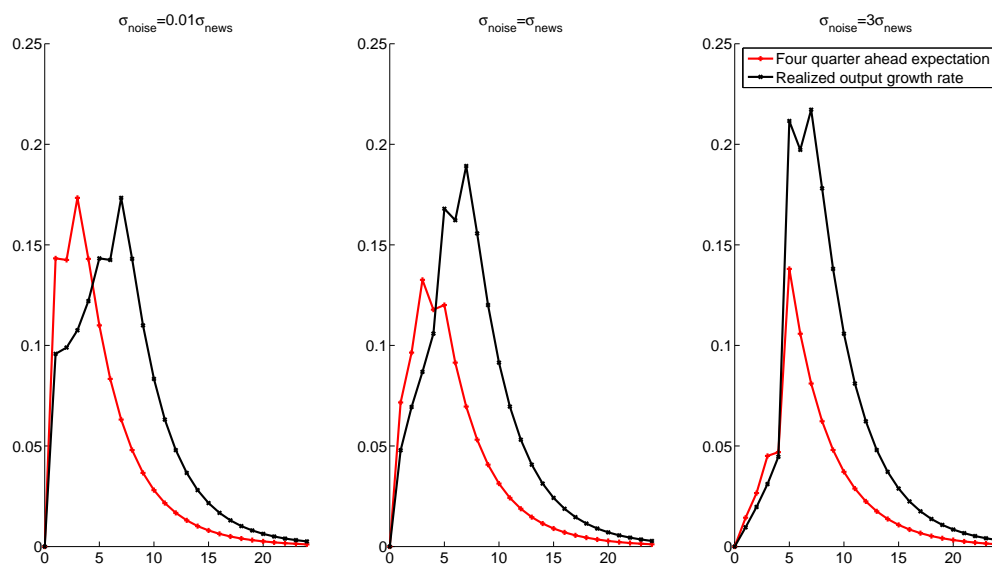 σnoise=0.01σnews
0.25
0.2
0.15
0.1
0.05
0
0 5 10 15 20
σnoise=σnews
0.25
0.2
0.15
0.1
0.05
0
0 5 10 15 20
σnoise=3σnews
0.25
Four quarter ahead expectation
Realized output growth rate
0.2
0.15
0.1
0.05
0
0 5 10 15 20